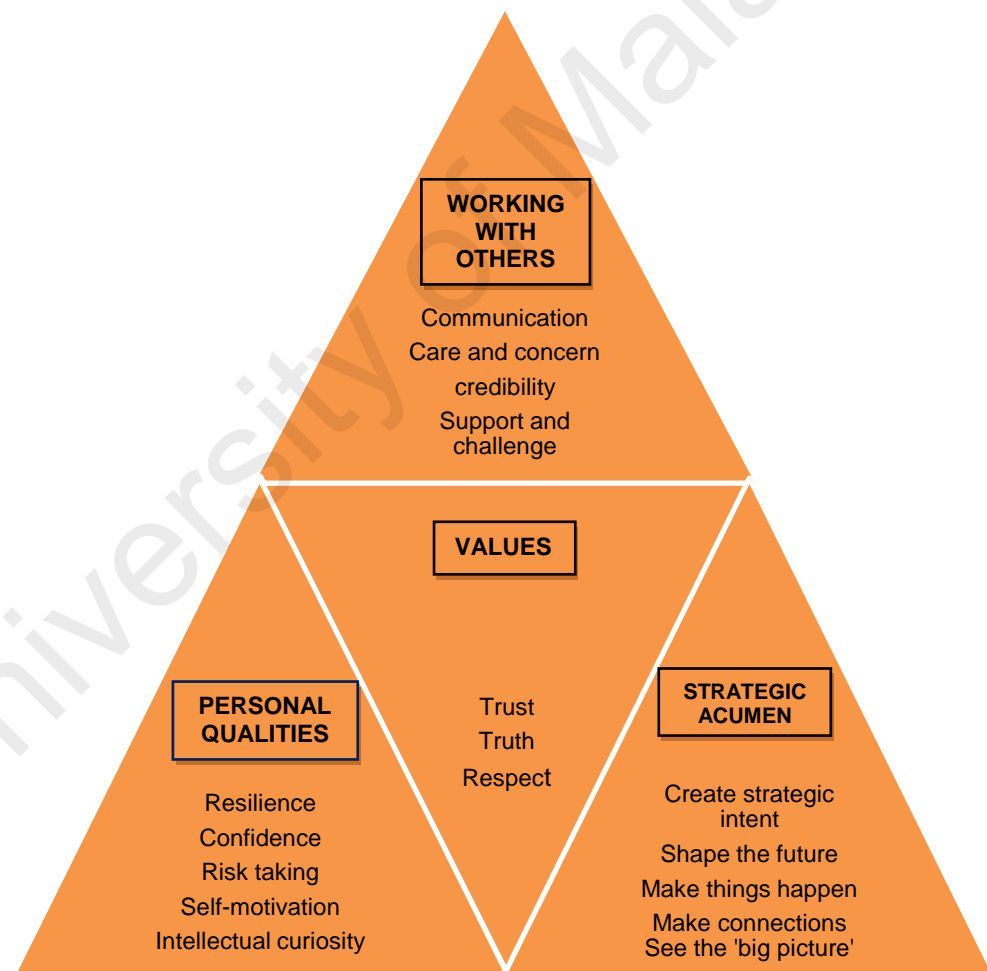 WORKING
WITH
OTHERS
Communication
Care and concern
credibility
Support and
challenge
VALUES
Trust
Truth
Respect
PERSONAL
QUALITIES
Resilience
Confidence
Risk taking
Self-motivation
Intellectual curiosity
STRATEGIC
ACUMEN
Create strategic
intent
Shape the future
Make things happen
Make connections
See the 'big picture'